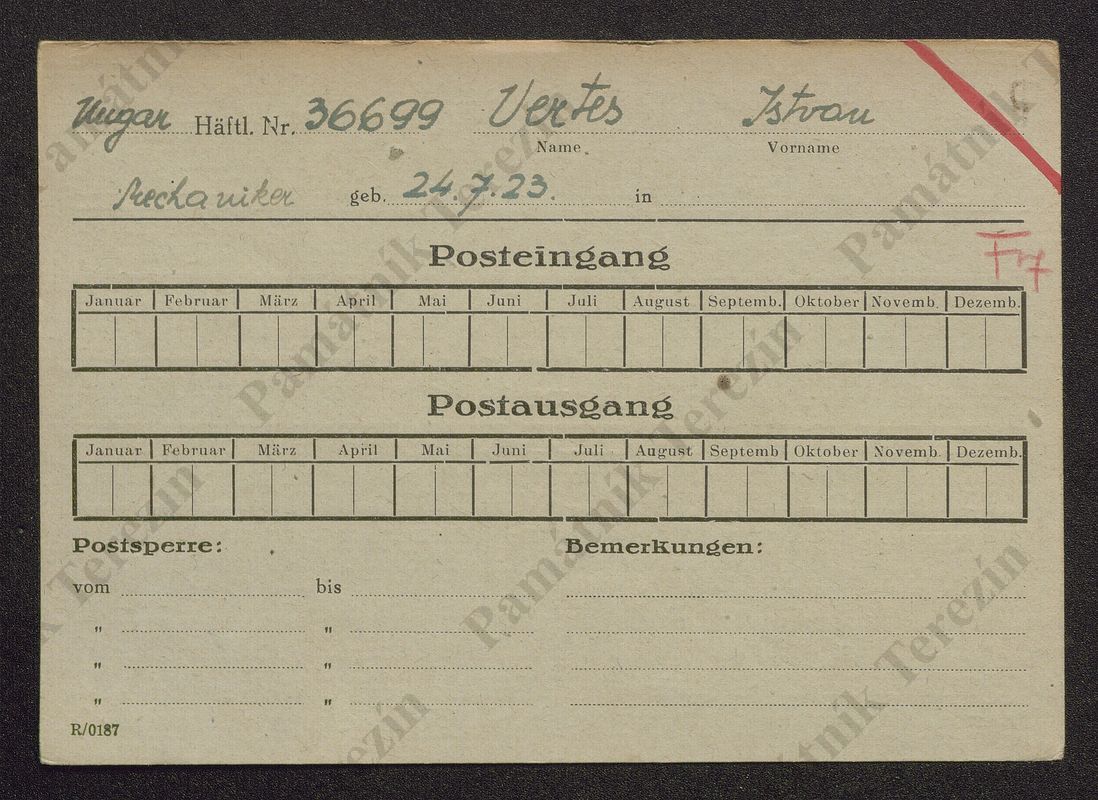 Ungar Häftl. Nr. 36699 Vertes Istvan
Name Vorname
Mechaniker geb. 24.7.23. in
Posteingang
Januar Februar März April Mai Juni Juli August Septemb. Oktober Novemb. Dezemb.
Postausgang
Januar Februar März April Mai Juni Juli August Septemb Oktober Novemb. Dezemb.
Postsperre: Bemerkungen:
vom bis
" "
" "
" "
R/0187
Památník Terezín